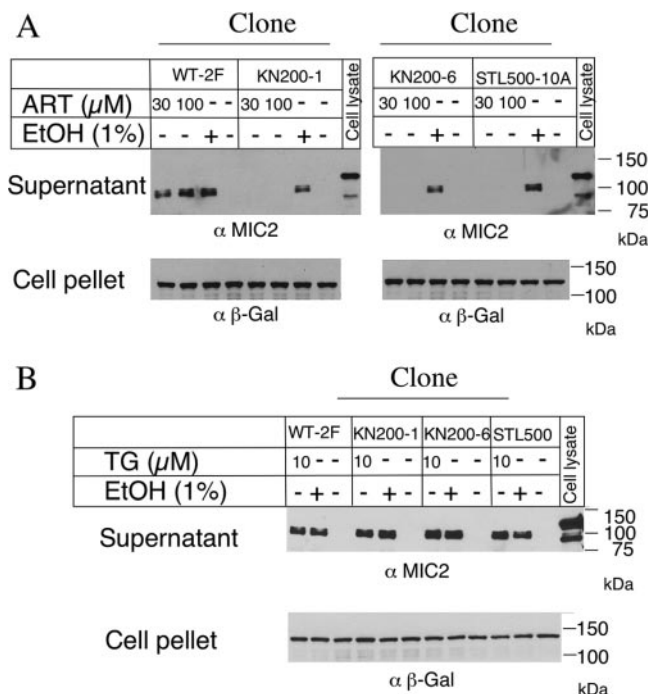 A
Clone
Clone
WT-2F KN200-1 Cell lysate
KN200-6 STL500-10A Cell lysate
ART (µM) 30 100 - - 30 100 - -
30 100 - - 30 100 - -
EtOH (1%) - - + - - - + -
- - + - - - + -
Supernatant
150
100
75
kDa
α MIC2
α MIC2
Cell pellet
150
100
kDa
α β-Gal
α β-Gal
B
Clone
WT-2F KN200-1 KN200-6 STL500 Cell lysate
TG (µM) 10 - - 10 - - 10 - - 10 - -
EtOH (1%) - + - - + - - + - - + -
Supernatant
150
100
75
kDa
α MIC2
Cell pellet
150
100
kDa
α β-Gal